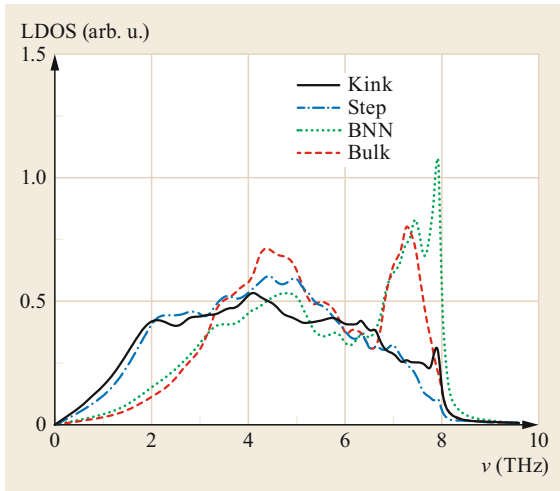 LDOS (arb. u.)
1.5
Kink
Step
BNN
Bulk
1.0
0.5
0
0 2 4 6 8 10
ν (THz)